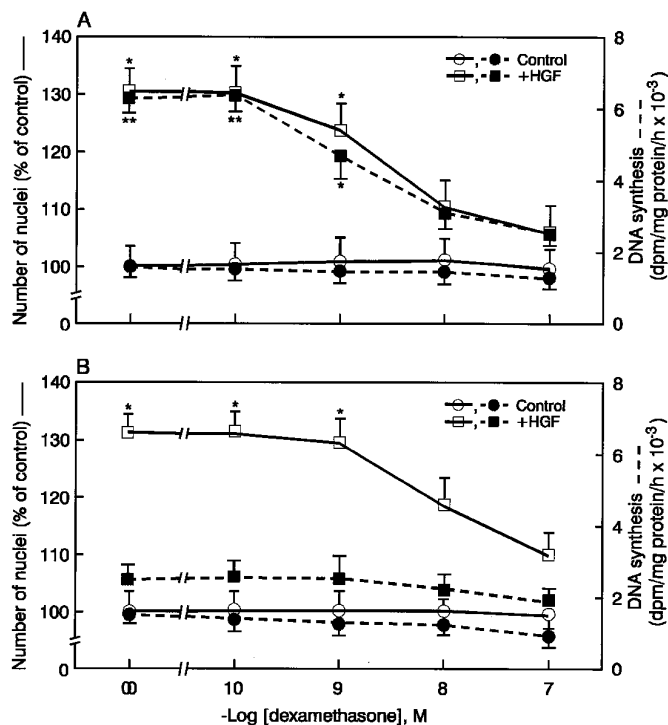 A
Number of nuclei (% of control) ——
140
130
120
110
100
0
8
6
4
2
0
DNA synthesis ---
(dpm/mg protein/h x 10⁻³)
Control
+HGF
* * *
** ** *
B
Number of nuclei (% of control) ——
140
130
120
110
100
0
8
6
4
2
0
DNA synthesis ---
(dpm/mg protein/h x 10⁻³)
Control
+HGF
* * *
00 10 9 8 7
-Log [dexamethasone], M